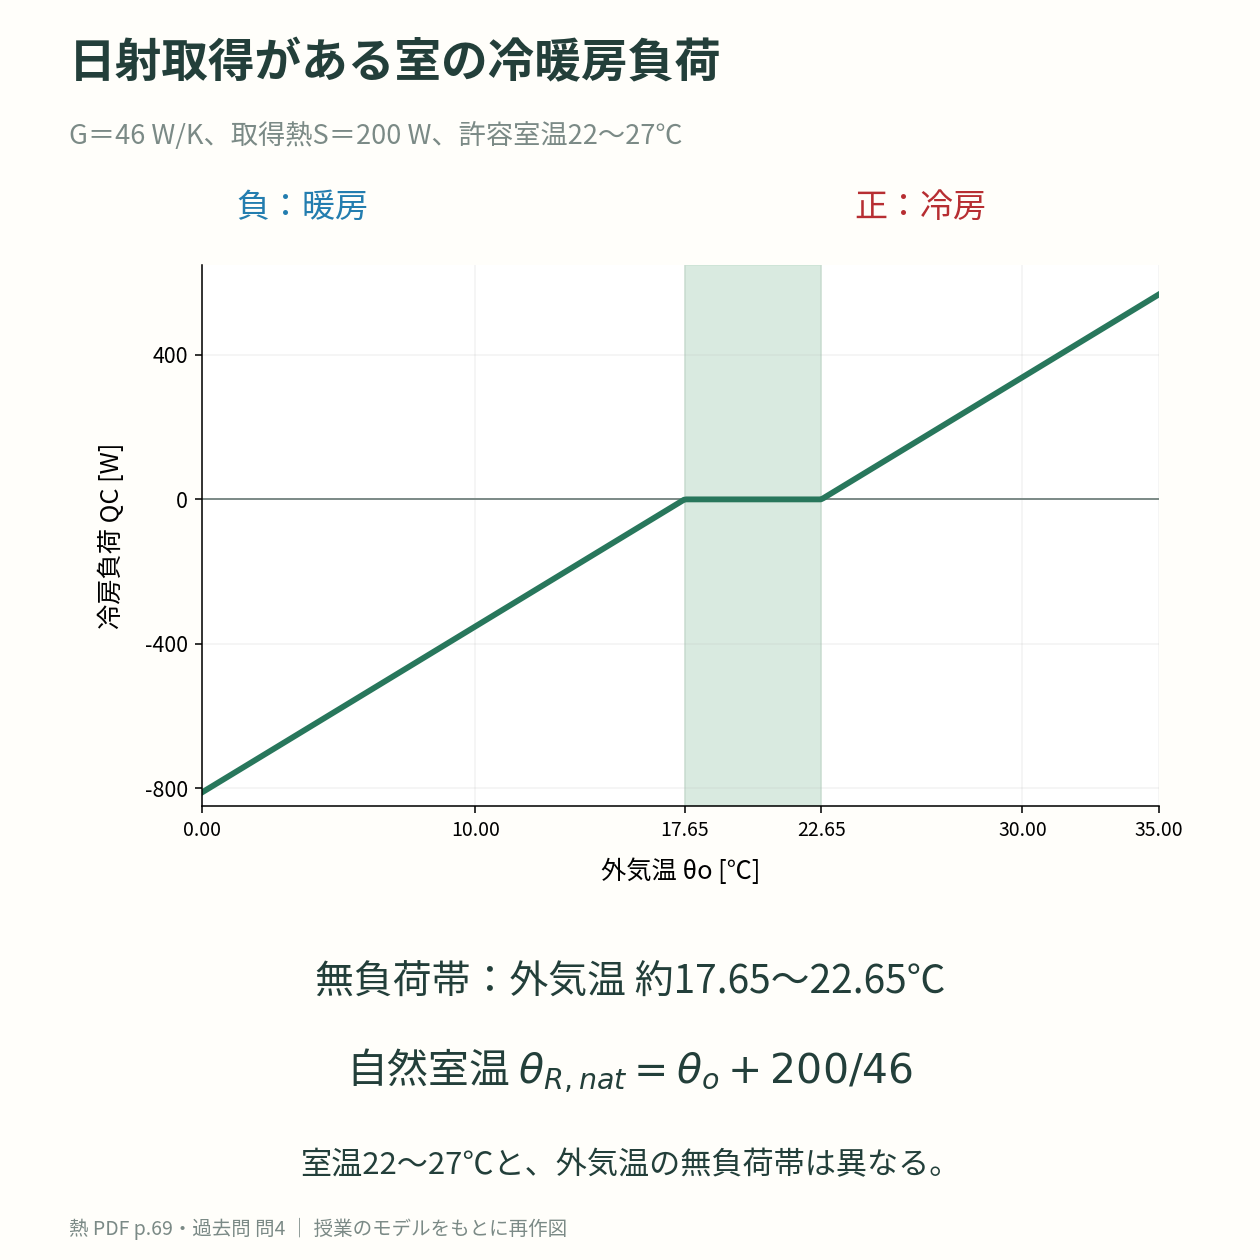 日射取得がある室の冷暖房負荷
G＝46 W/K、取得熱S＝200 W、許容室温22～27℃
負：暖房
正：冷房
400
0
-400
-800
冷房負荷 QC [W]
0.00
10.00
17.65
22.65
30.00
35.00
外気温 θo [℃]
無負荷帯：外気温 約17.65～22.65℃
自然室温 θR, nat = θo + 200/46
室温22～27℃と、外気温の無負荷帯は異なる。
熱 PDF p.69・過去問 問4 ｜ 授業のモデルをもとに再作図